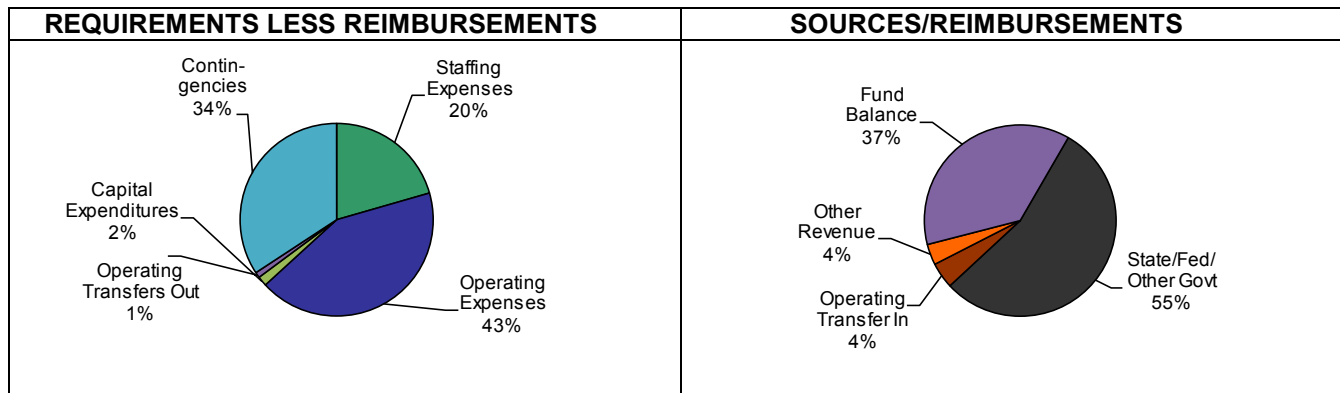 REQUIREMENTS LESS REIMBURSEMENTS
Contin-
gencies
34%
Staffing
Expenses
20%
Capital
Expenditures
2%
Operating
Transfers Out
1%
Operating
Expenses
43%
SOURCES/REIMBURSEMENTS
Fund
Balance
37%
Other
Revenue
4%
Operating
Transfer In
4%
State/Fed/
Other Govt
55%